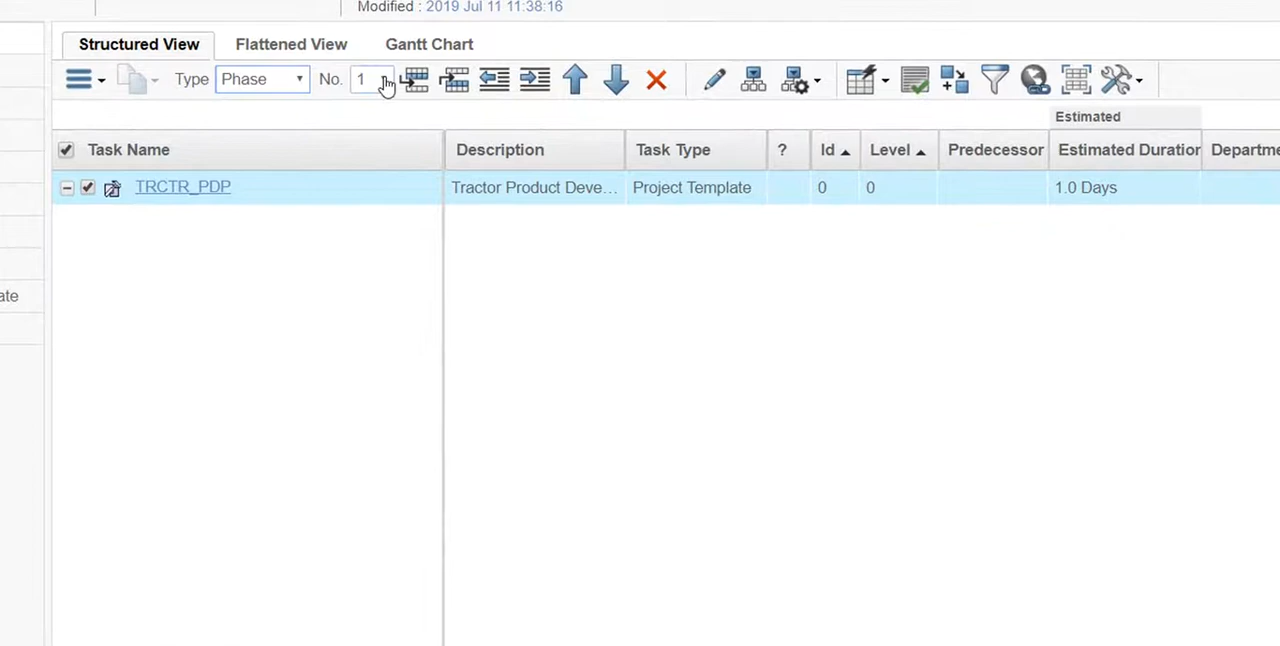 Modified : 2019 Jul 11 11:38:16
Structured View Flattened View Gantt Chart
Type Phase No. 1
Estimated
Task Name Description Task Type ? Id Level Predecessor Estimated Duration Departme
TRCTR_PDP Tractor Product Deve... Project Template 0 0 1.0 Days
ate